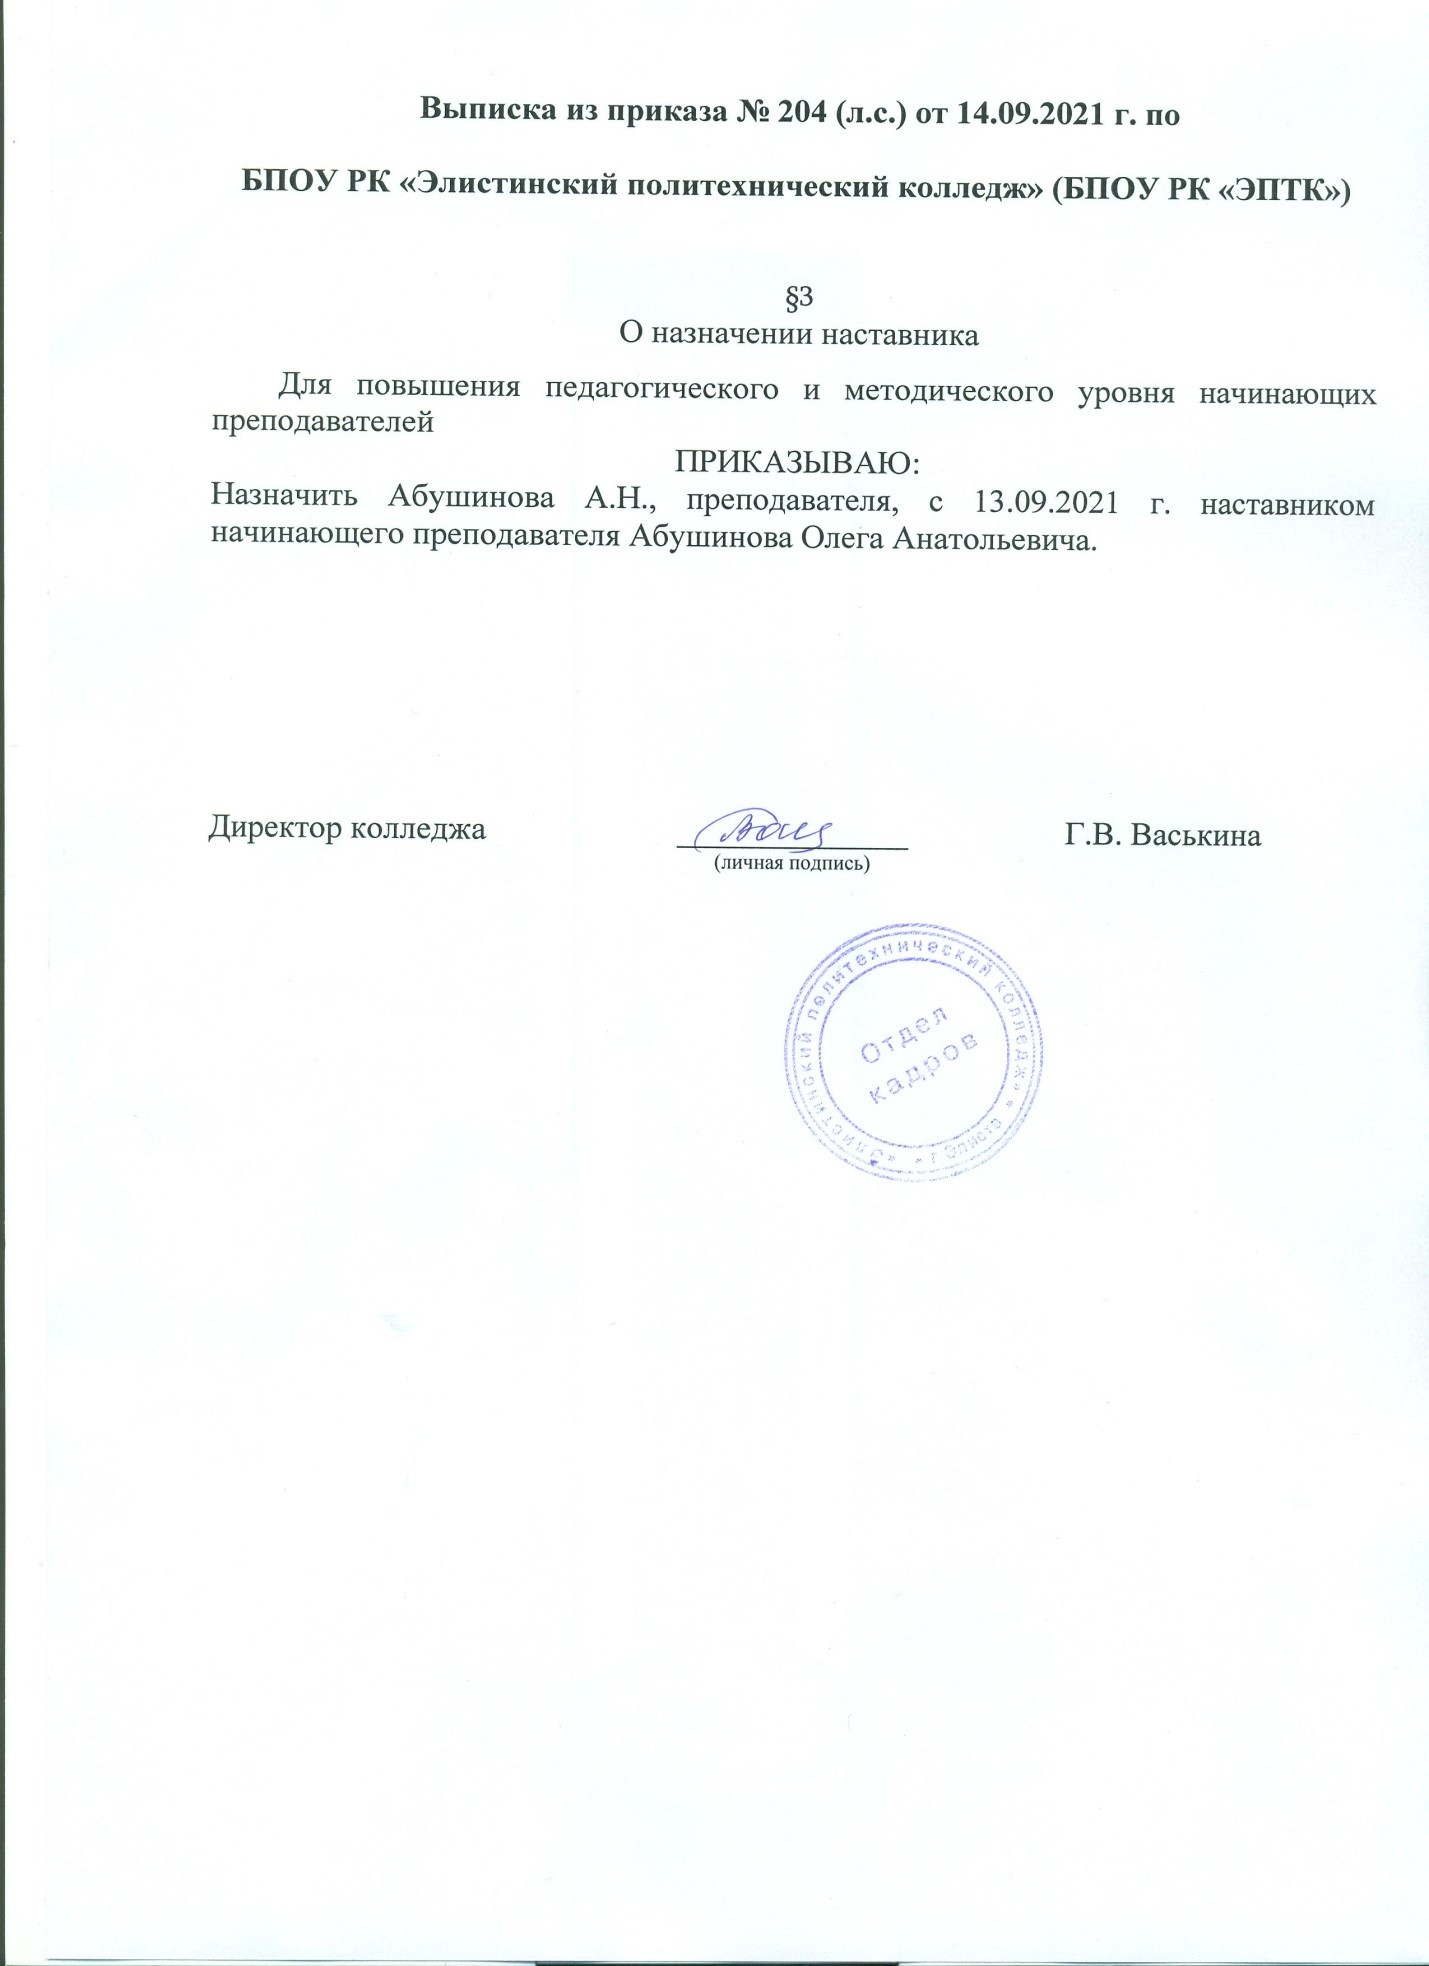 Выписка из приказа № 204 (л.с.) от 14.09.2021 г. по
БПОУ РК «Элистинский политехнический колледж» (БПОУ РК «ЭПТК»)
§3
О назначении наставника
Для повышения педагогического и методического уровня начинающих
преподавателей
ПРИКАЗЫВАЮ:
Назначить Абушинова А.Н., преподавателя, с 13.09.2021 г. наставником
начинающего преподавателя Абушинова Олега Анатольевича.
Директор колледжа
Г.В. Васькина
(личная подпись)
«Элистинский политехнический колледж» * г Элиста *
Отдел
кадров